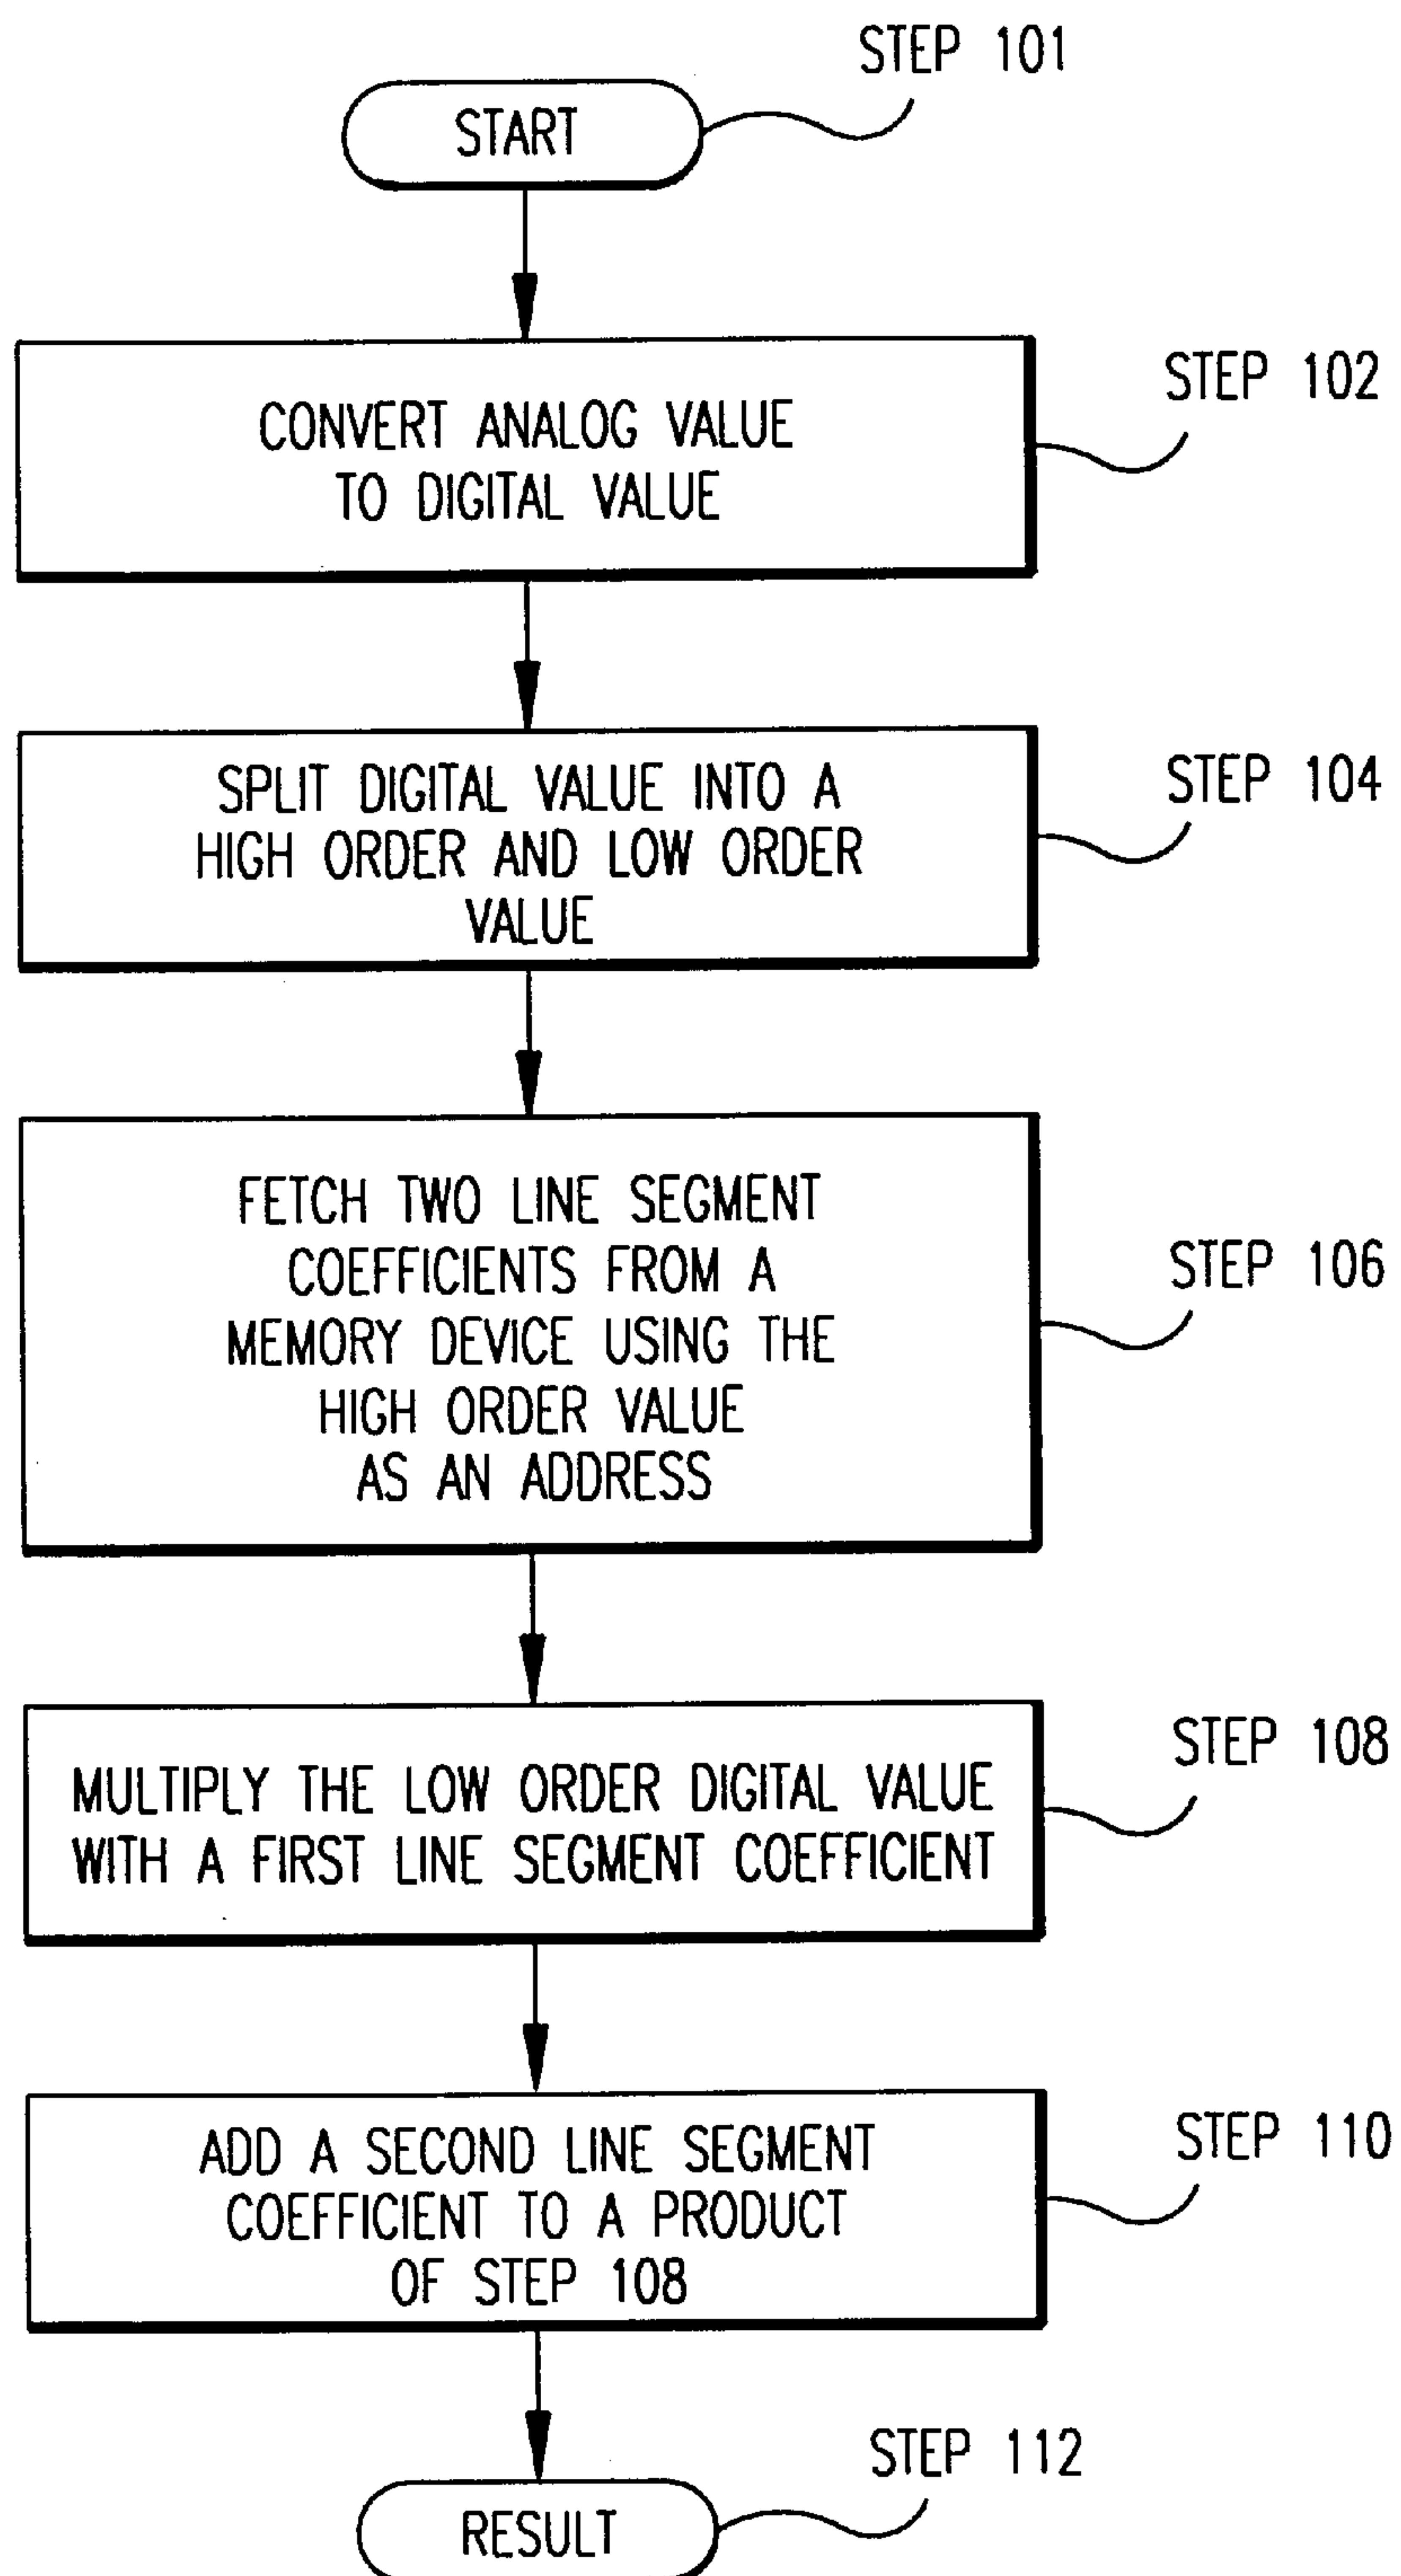 STEP 101
START
STEP 102
CONVERT ANALOG VALUE
TO DIGITAL VALUE
STEP 104
SPLIT DIGITAL VALUE INTO A
HIGH ORDER AND LOW ORDER
VALUE
STEP 106
FETCH TWO LINE SEGMENT
COEFFICIENTS FROM A
MEMORY DEVICE USING THE
HIGH ORDER VALUE
AS AN ADDRESS
STEP 108
MULTIPLY THE LOW ORDER DIGITAL VALUE
WITH A FIRST LINE SEGMENT COEFFICIENT
STEP 110
ADD A SECOND LINE SEGMENT
COEFFICIENT TO A PRODUCT
OF STEP 108
STEP 112
RESULT